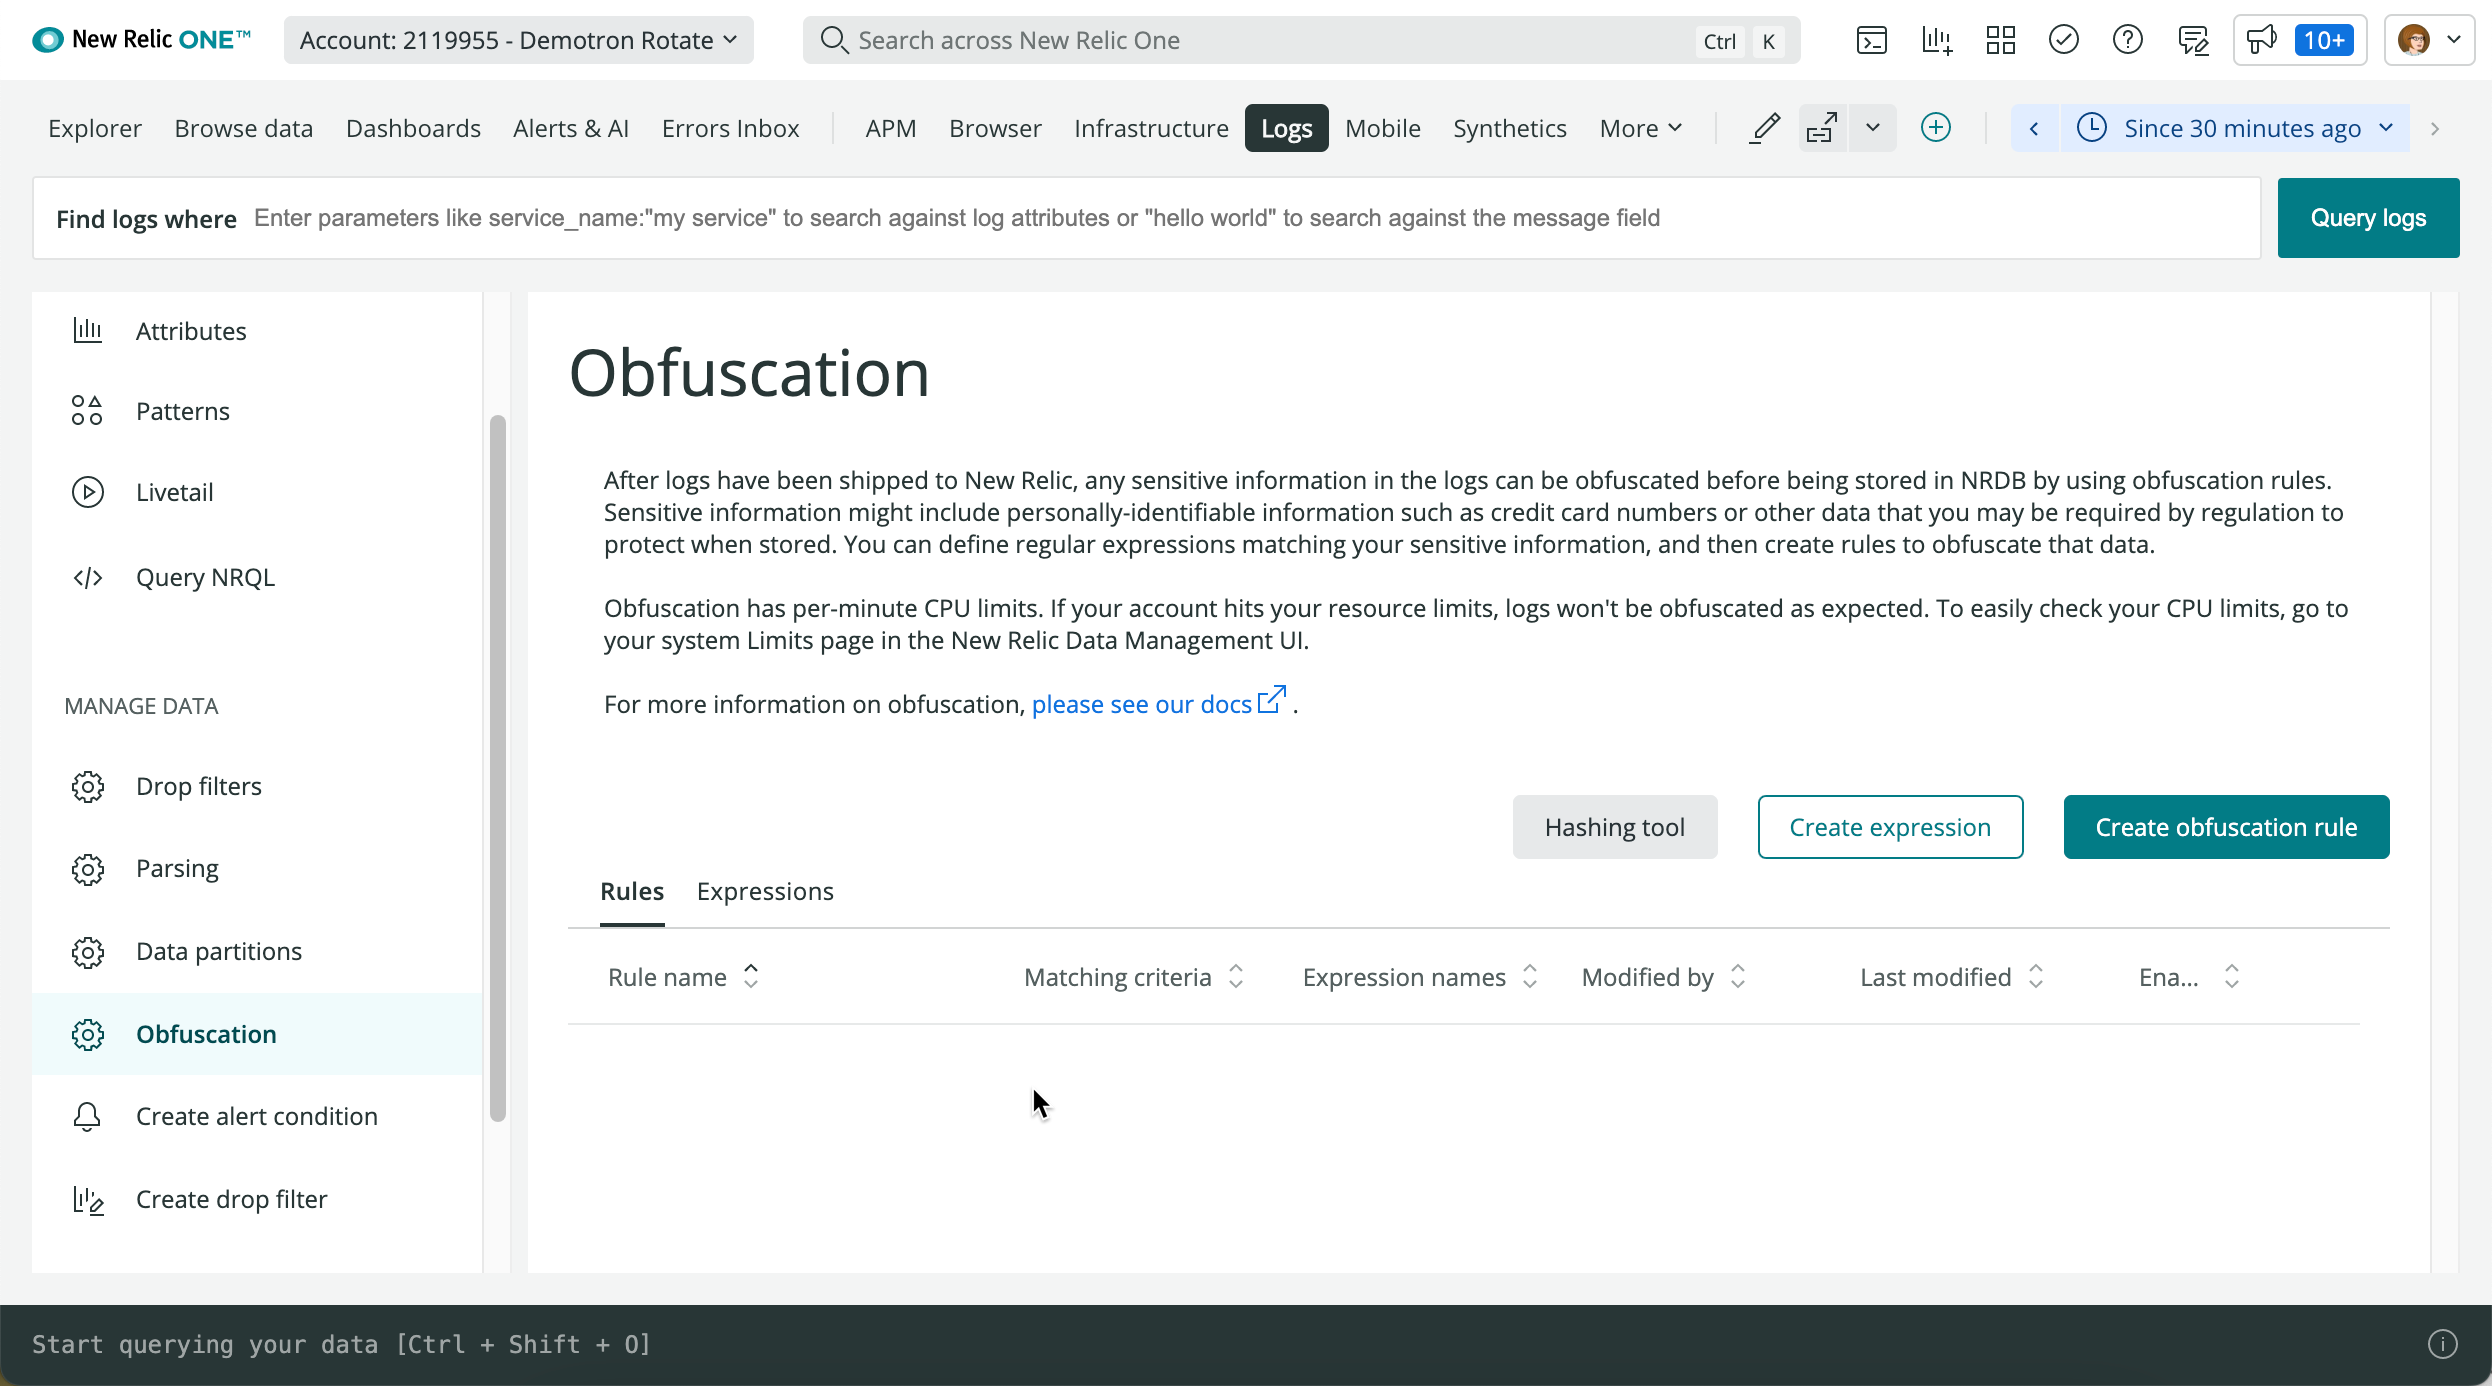 New Relic ONE™
Account: 2119955 - Demotron Rotate
Search across New Relic One
Ctrl K
10+
Explorer Browse data Dashboards Alerts & AI Errors Inbox APM Browser Infrastructure Logs Mobile Synthetics More Since 30 minutes ago
Find logs where Enter parameters like service_name:"my service" to search against log attributes or "hello world" to search against the message field
Query logs
Attributes
Patterns
Livetail
Query NRQL
MANAGE DATA
Drop filters
Parsing
Data partitions
Obfuscation
Create alert condition
Create drop filter
Obfuscation
After logs have been shipped to New Relic, any sensitive information in the logs can be obfuscated before being stored in NRDB by using obfuscation rules.
Sensitive information might include personally-identifiable information such as credit card numbers or other data that you may be required by regulation to
protect when stored. You can define regular expressions matching your sensitive information, and then create rules to obfuscate that data.
Obfuscation has per-minute CPU limits. If your account hits your resource limits, logs won't be obfuscated as expected. To easily check your CPU limits, go to
your system Limits page in the New Relic Data Management UI.
For more information on obfuscation, please see our docs .
Hashing tool Create expression Create obfuscation rule
Rules Expressions
Rule name Matching criteria Expression names Modified by Last modified Ena...
Start querying your data [Ctrl + Shift + O]